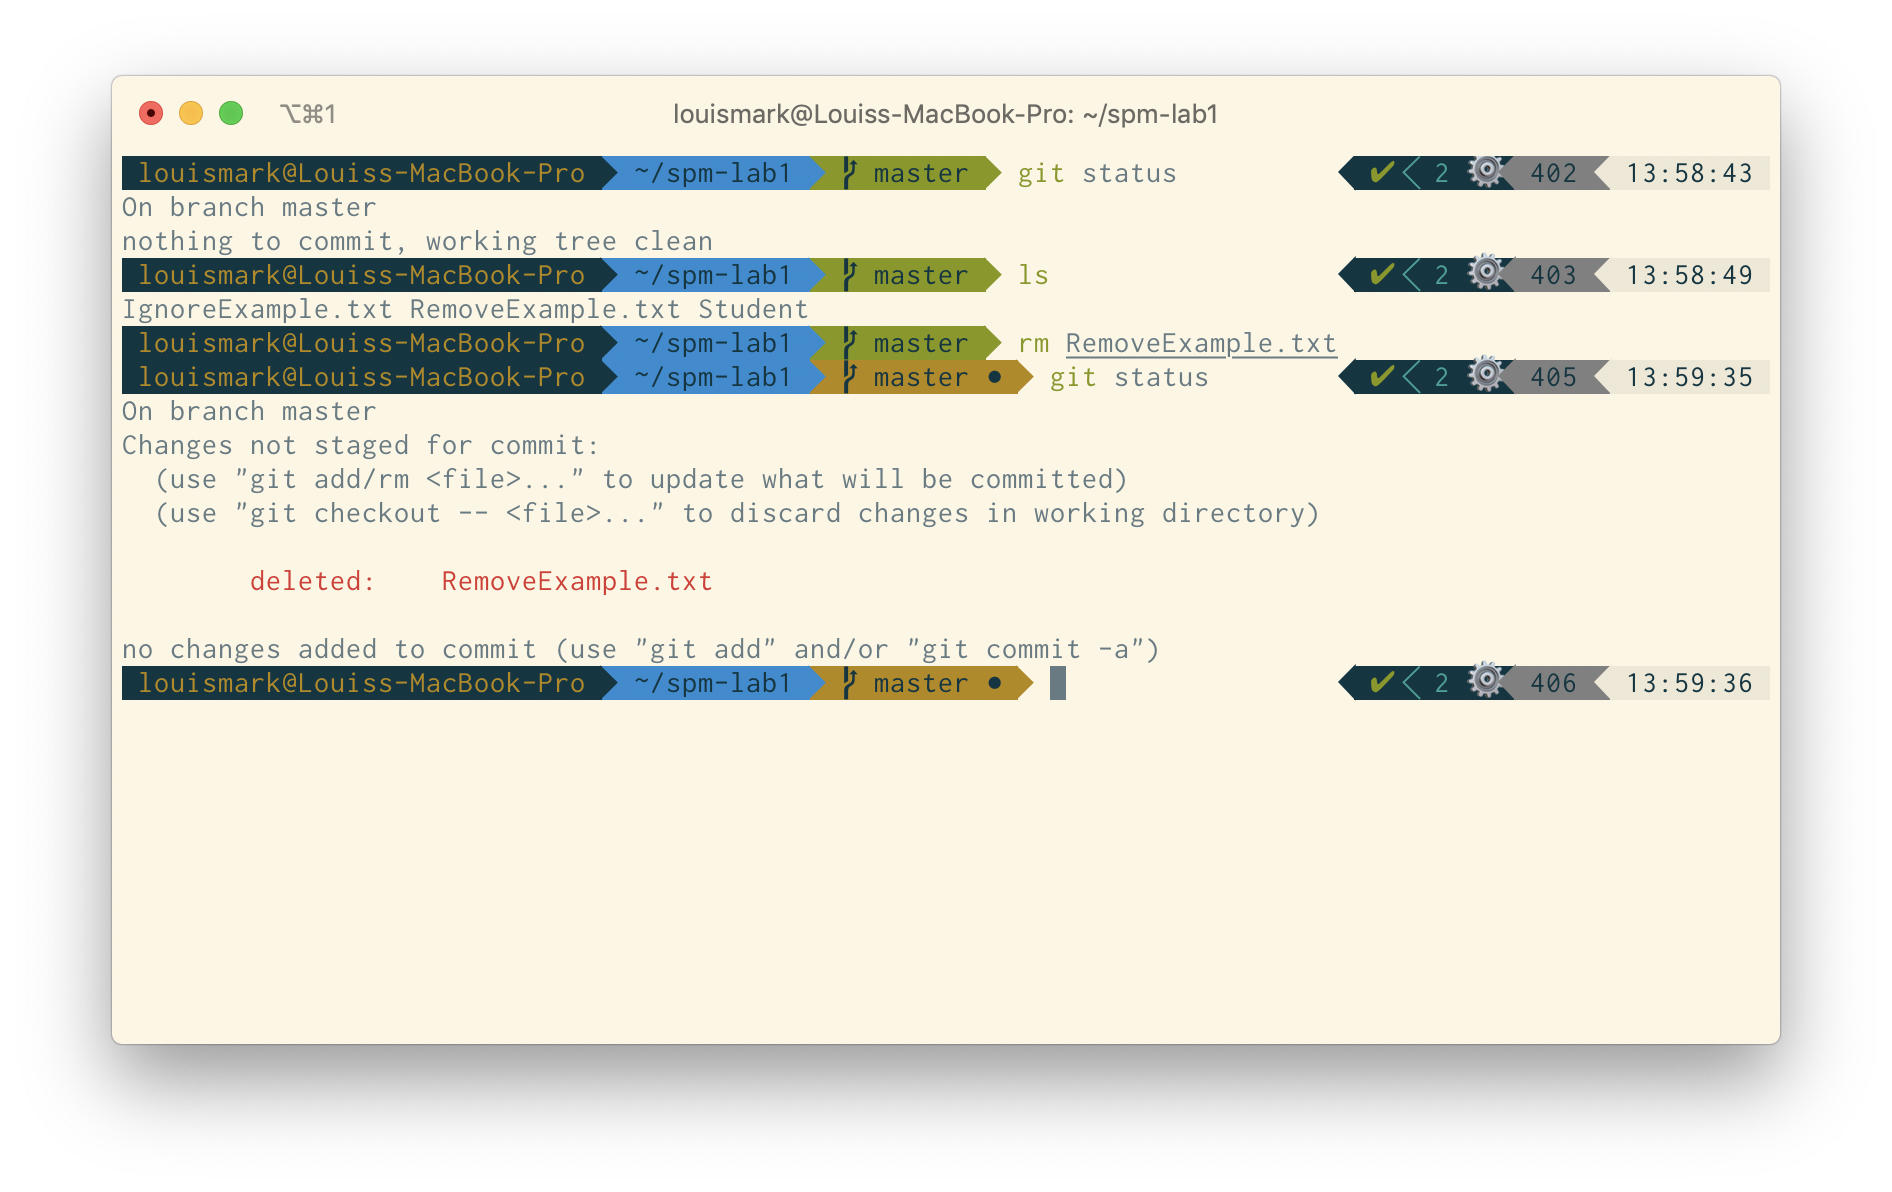 ⌥⌘1 louismark@Louiss-MacBook-Pro: ~/spm-lab1
louismark@Louiss-MacBook-Pro ~/spm-lab1 master git status ✔ 2 402 13:58:43
On branch master
nothing to commit, working tree clean
louismark@Louiss-MacBook-Pro ~/spm-lab1 master ls ✔ 2 403 13:58:49
IgnoreExample.txt RemoveExample.txt Student
louismark@Louiss-MacBook-Pro ~/spm-lab1 master rm RemoveExample.txt
louismark@Louiss-MacBook-Pro ~/spm-lab1 master ● git status ✔ 2 405 13:59:35
On branch master
Changes not staged for commit:
  (use "git add/rm <file>..." to update what will be committed)
  (use "git checkout -- <file>..." to discard changes in working directory)
deleted:    RemoveExample.txt
no changes added to commit (use "git add" and/or "git commit -a")
louismark@Louiss-MacBook-Pro ~/spm-lab1 master ● ✔ 2 406 13:59:36